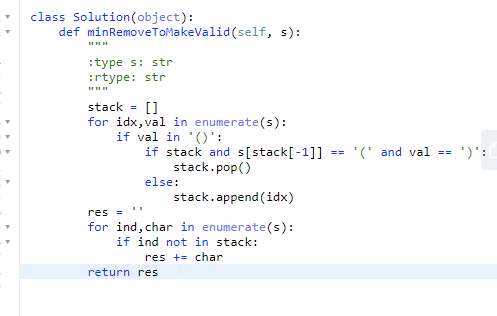 class Solution(object):
    def minRemoveToMakeValid(self, s):
        """
        :type s: str
        :rtype: str
        """
        stack = []
        for idx,val in enumerate(s):
            if val in '()':
                if stack and s[stack[-1]] == '(' and val == ')':
                    stack.pop()
                else:
                    stack.append(idx)
        res = ''
        for ind,char in enumerate(s):
            if ind not in stack:
                res += char
        return res